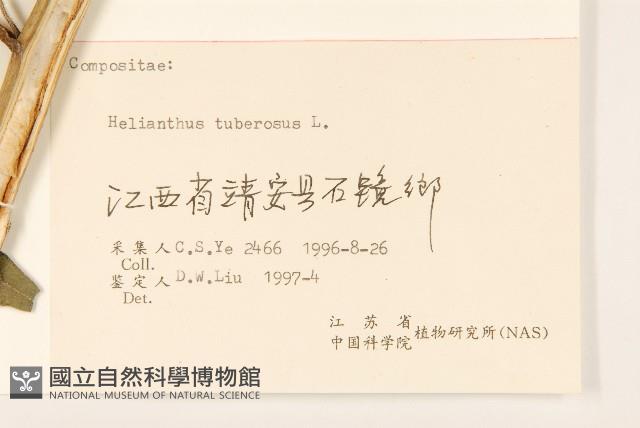 Compositae:
Helianthus tuberosus L.
江西省靖安县石镜鄉
采集人 C.S.Ye 2466 1996-8-26
Coll.
鉴定人 D.W.Liu 1997-4
Det.
江苏省
中国科学院 植物研究所(NAS)
國立自然科學博物館
NATIONAL MUSEUM OF NATURAL SCIENCE